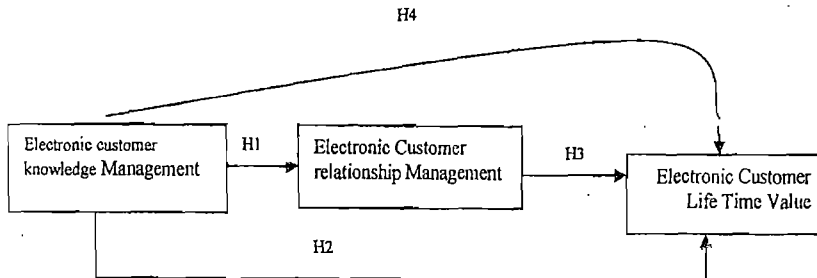 H4
Electronic customer
knowledge Management
H1
Electronic Customer
relationship Management
H3
Electronic Customer
Life Time Value
H2